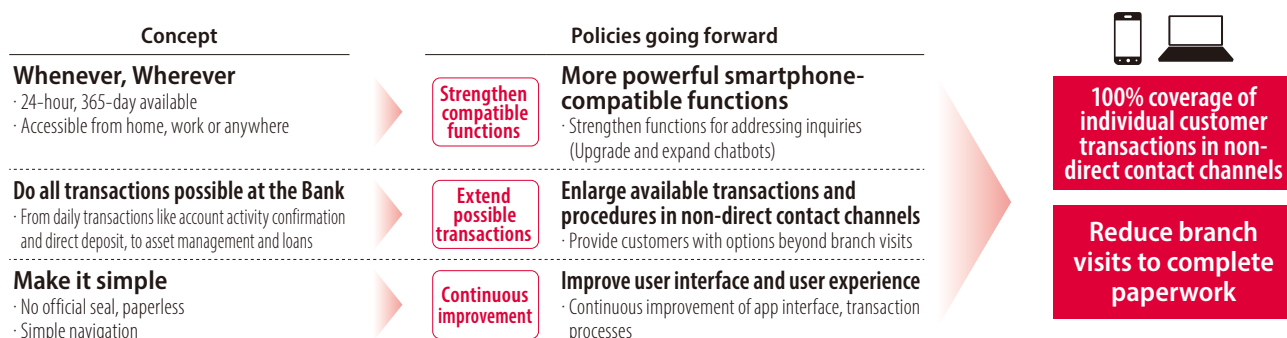 Concept
Policies going forward
Whenever, Wherever
· 24-hour, 365-day available
· Accessible from home, work or anywhere
Strengthen
compatible
functions
More powerful smartphone-
compatible functions
· Strengthen functions for addressing inquiries
(Upgrade and expand chatbots)
Do all transactions possible at the Bank
· From daily transactions like account activity confirmation
and direct deposit, to asset management and loans
Extend
possible
transactions
Enlarge available transactions and
procedures in non-direct contact channels
· Provide customers with options beyond branch visits
Make it simple
· No official seal, paperless
· Simple navigation
Continuous
improvement
Improve user interface and user experience
· Continuous improvement of app interface, transaction
processes
100% coverage of
individual customer
transactions in non-
direct contact channels
Reduce branch
visits to complete
paperwork